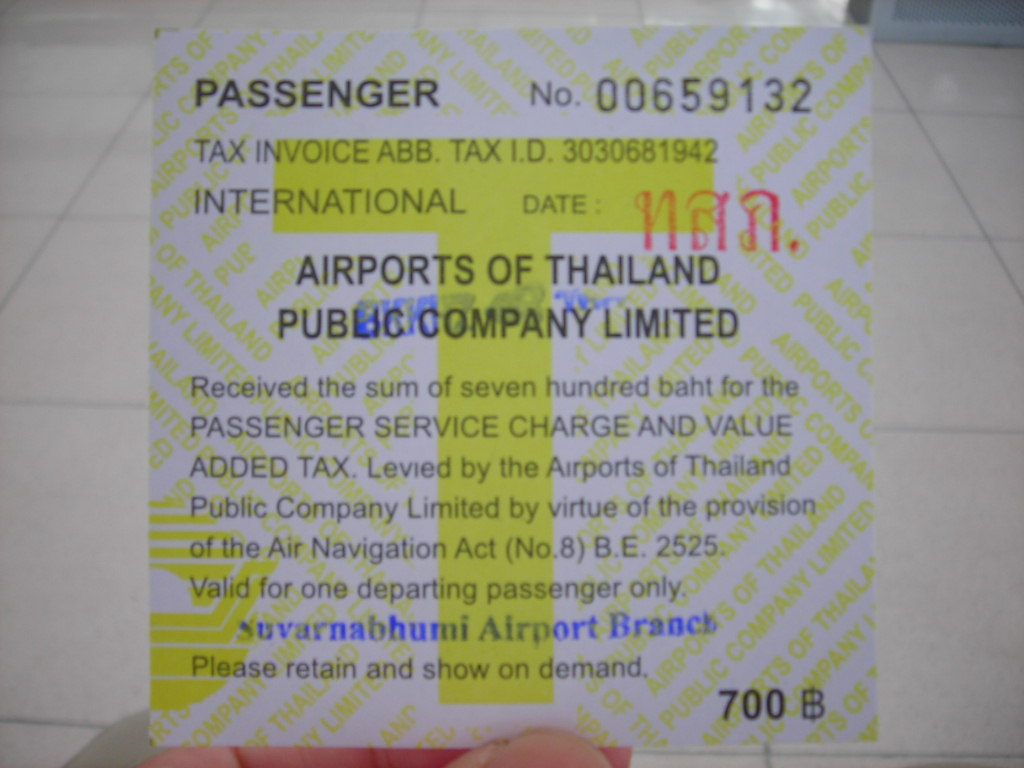 PASSENGER No. 00659132
TAX INVOICE ABB. TAX I.D. 3030681942
INTERNATIONAL DATE : ทสภ.
AIRPORTS OF THAILAND
PUBLIC COMPANY LIMITED
Received the sum of seven hundred baht for the
PASSENGER SERVICE CHARGE AND VALUE
ADDED TAX. Levied by the Airports of Thailand
Public Company Limited by virtue of the provision
of the Air Navigation Act (No.8) B.E. 2525.
Valid for one departing passenger only.
Suvarnabhumi Airport Branch
Please retain and show on demand.
700 ฿